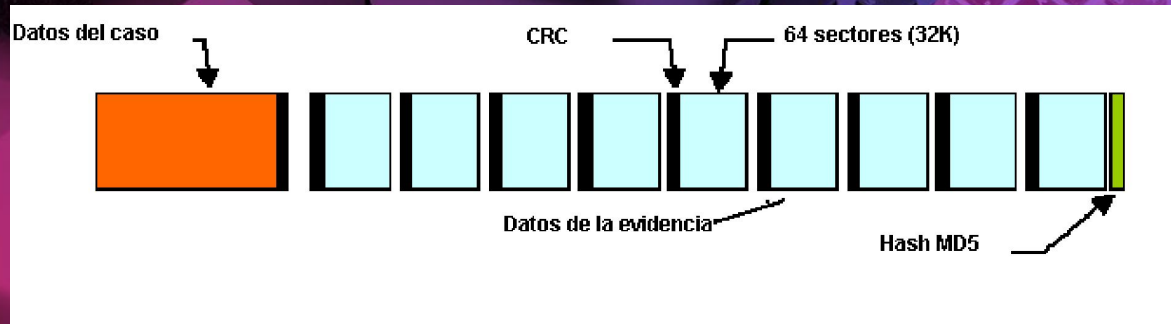 Datos del caso
CRC
64 sectores (32K)
Datos de la evidencia
Hash MD5